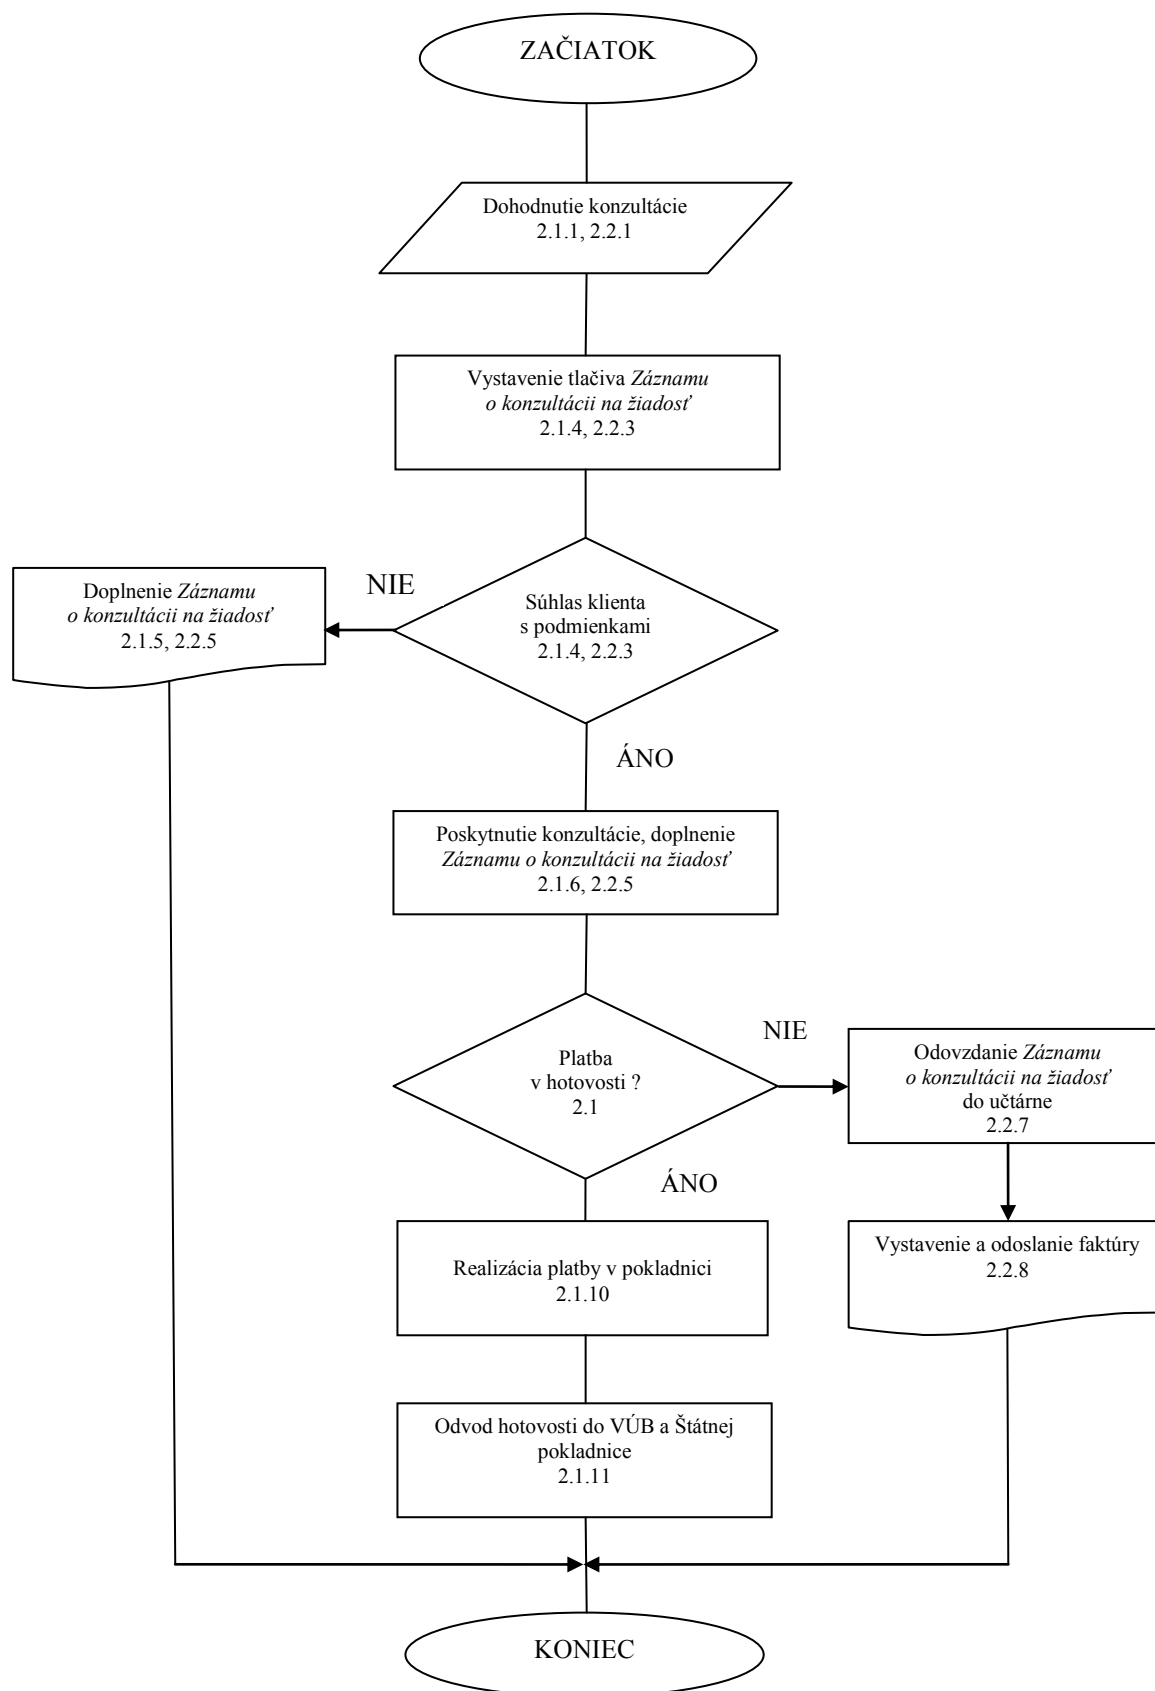 ZAČIATOK
Dohodnutie konzultácie
2.1.1, 2.2.1
Vystavenie tlačiva Záznamu
o konzultácii na žiadosť
2.1.4, 2.2.3
NIE
Doplnenie Záznamu
o konzultácii na žiadosť
2.1.5, 2.2.5
Súhlas klienta
s podmienkami
2.1.4, 2.2.3
ÁNO
Poskytnutie konzultácie, doplnenie
Záznamu o konzultácii na žiadosť
2.1.6, 2.2.5
Platba
v hotovosti ?
2.1
NIE
Odovzdanie Záznamu
o konzultácii na žiadosť
do učtárne
2.2.7
ÁNO
Realizácia platby v pokladnici
2.1.10
Vystavenie a odoslanie faktúry
2.2.8
Odvod hotovosti do VÚB a Štátnej
pokladnice
2.1.11
KONIEC